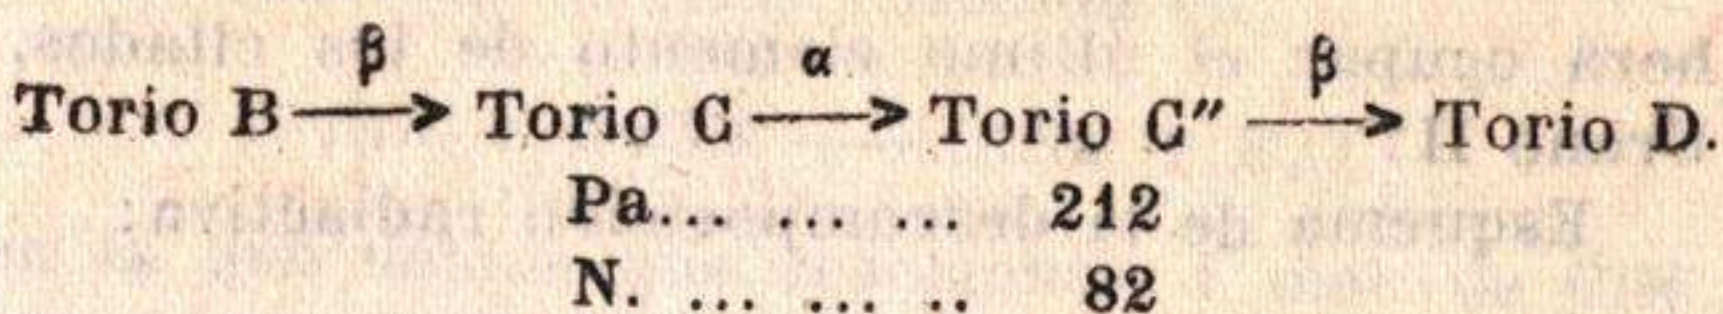 β α β
Torio B ⟶ Torio C ⟶ Torio C″ ⟶ Torio D.
Pa... ... ... 212
N. ... ... .. 82